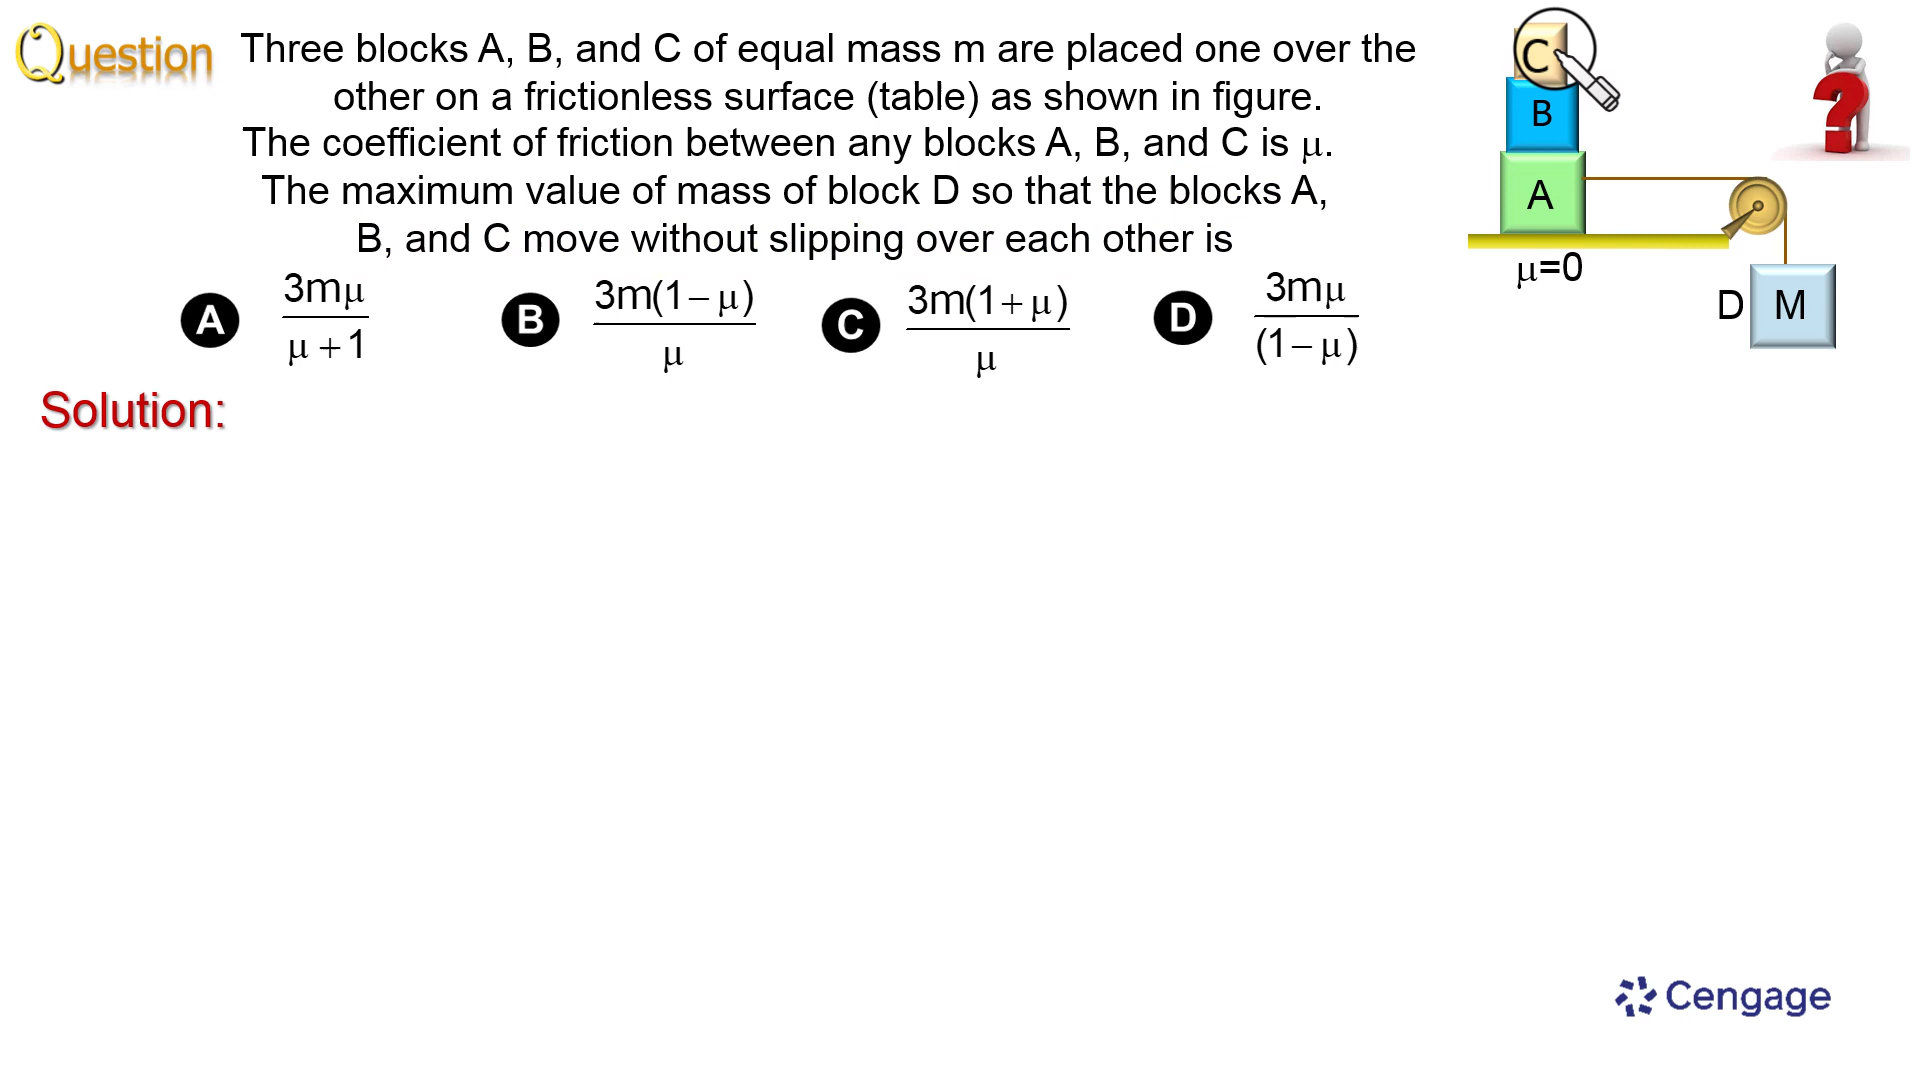 Question
Three blocks A, B, and C of equal mass m are placed one over the
other on a frictionless surface (table) as shown in figure.
The coefficient of friction between any blocks A, B, and C is μ.
The maximum value of mass of block D so that the blocks A,
B, and C move without slipping over each other is
A 3mμ / μ + 1
B 3m(1 – μ) / μ
C 3m(1 + μ) / μ
D 3mμ / (1 – μ)
C
B
A
μ=0
D M
Solution:
Cengage